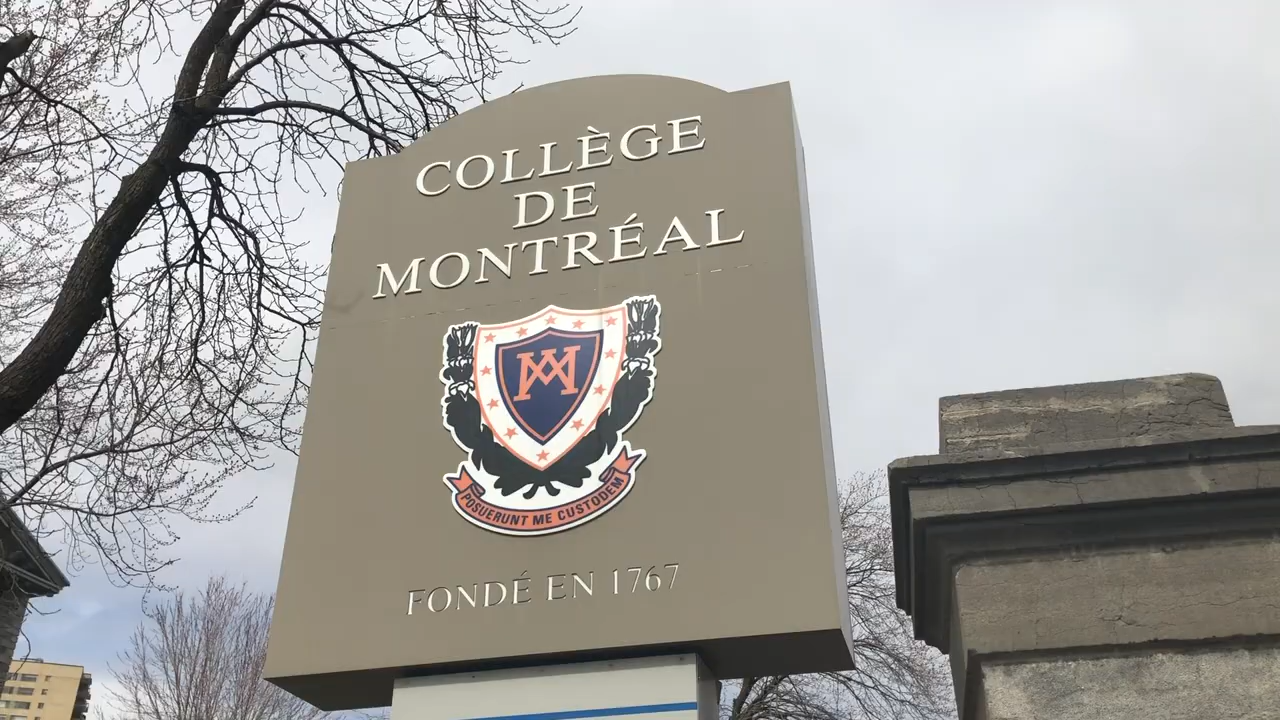 COLLÈGE
DE
MONTRÉAL
M
POSUERUNT ME CUSTODEM
FONDÉ EN 1767